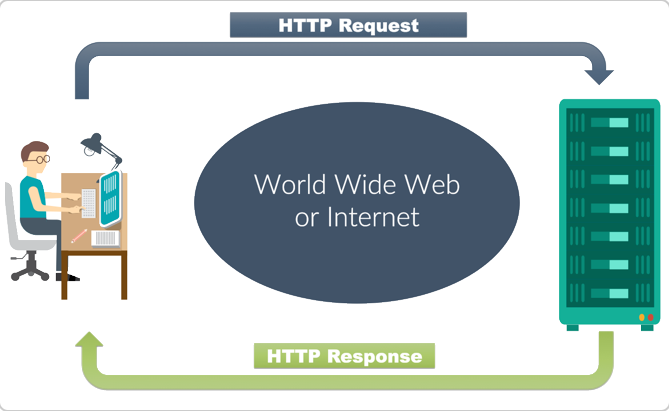 HTTP Request
World Wide Web
or Internet
HTTP Response